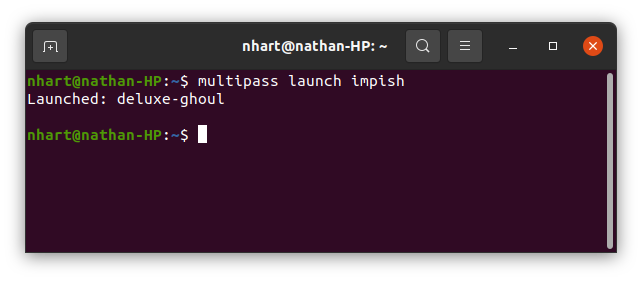 nhart@nathan-HP: ~
nhart@nathan-HP:~$ multipass launch impish
Launched: deluxe-ghoul
nhart@nathan-HP:~$